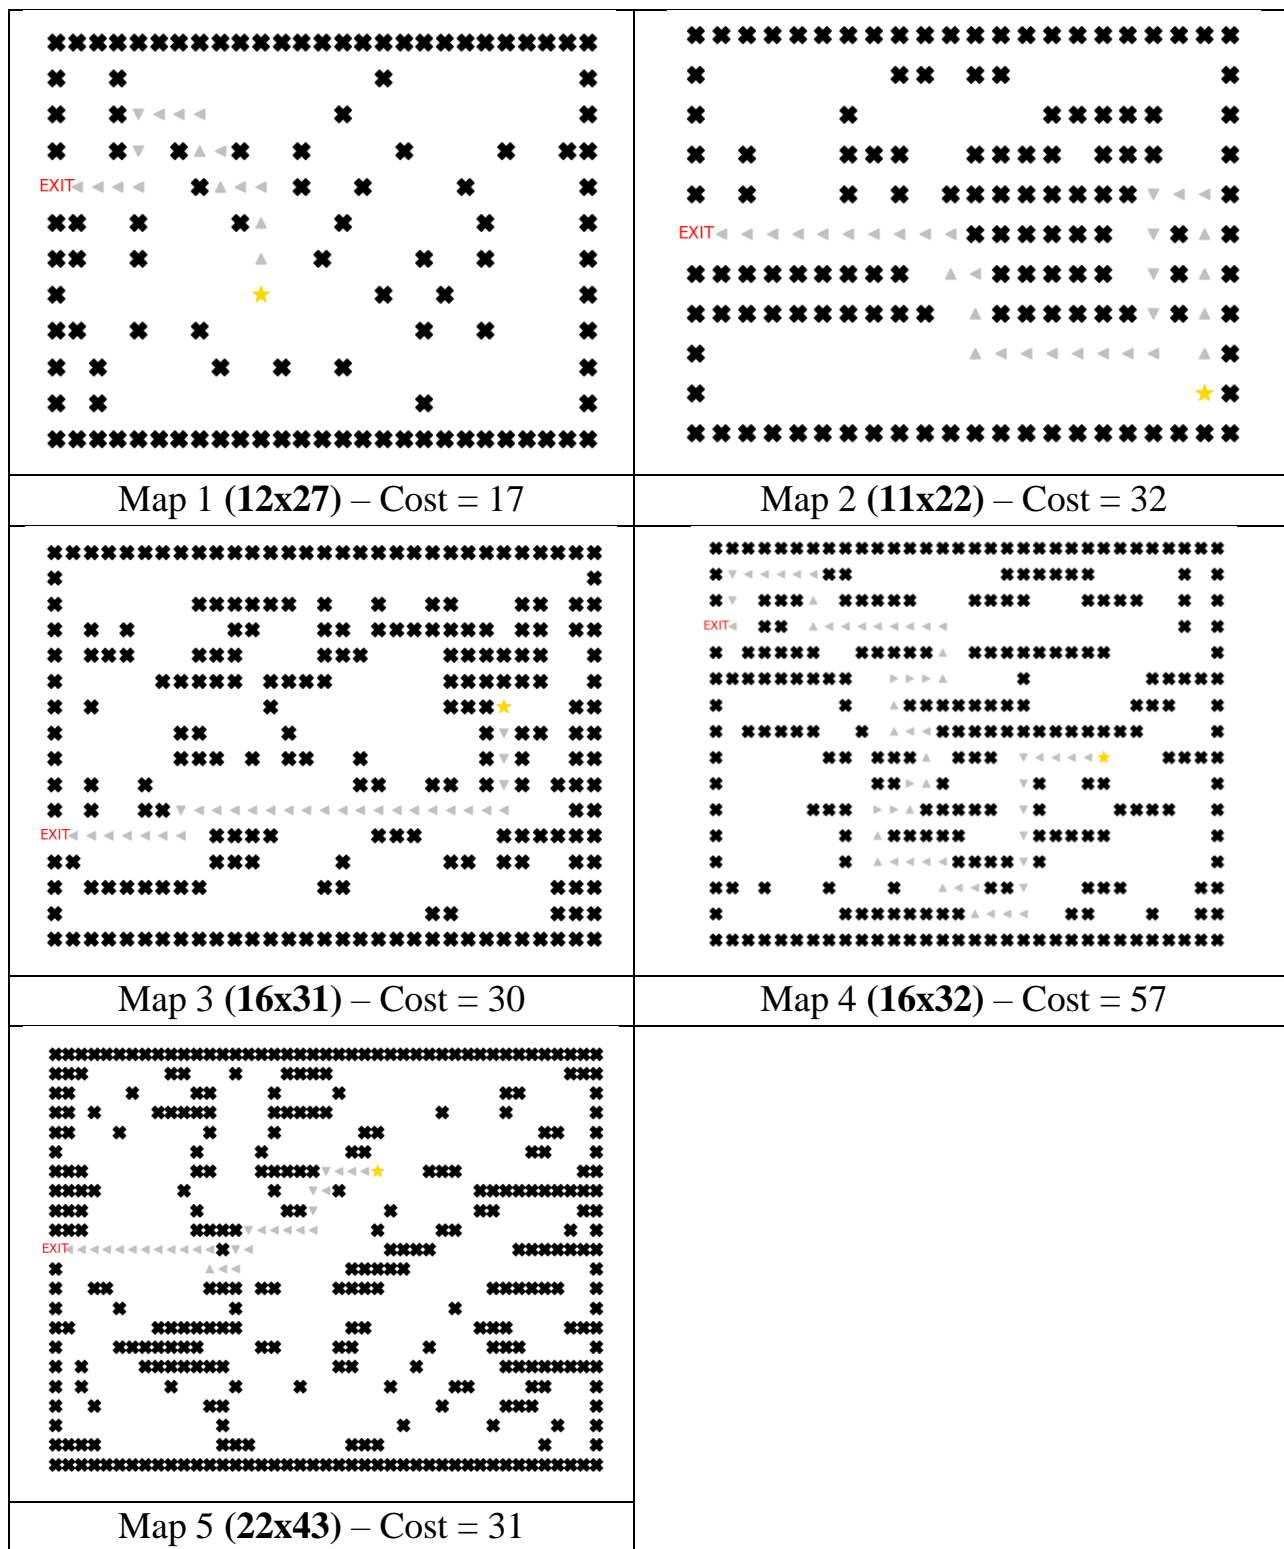 EXIT
EXIT
Map 1 (12x27) – Cost = 17
Map 2 (11x22) – Cost = 32
EXIT
EXIT
Map 3 (16x31) – Cost = 30
Map 4 (16x32) – Cost = 57
EXIT
Map 5 (22x43) – Cost = 31